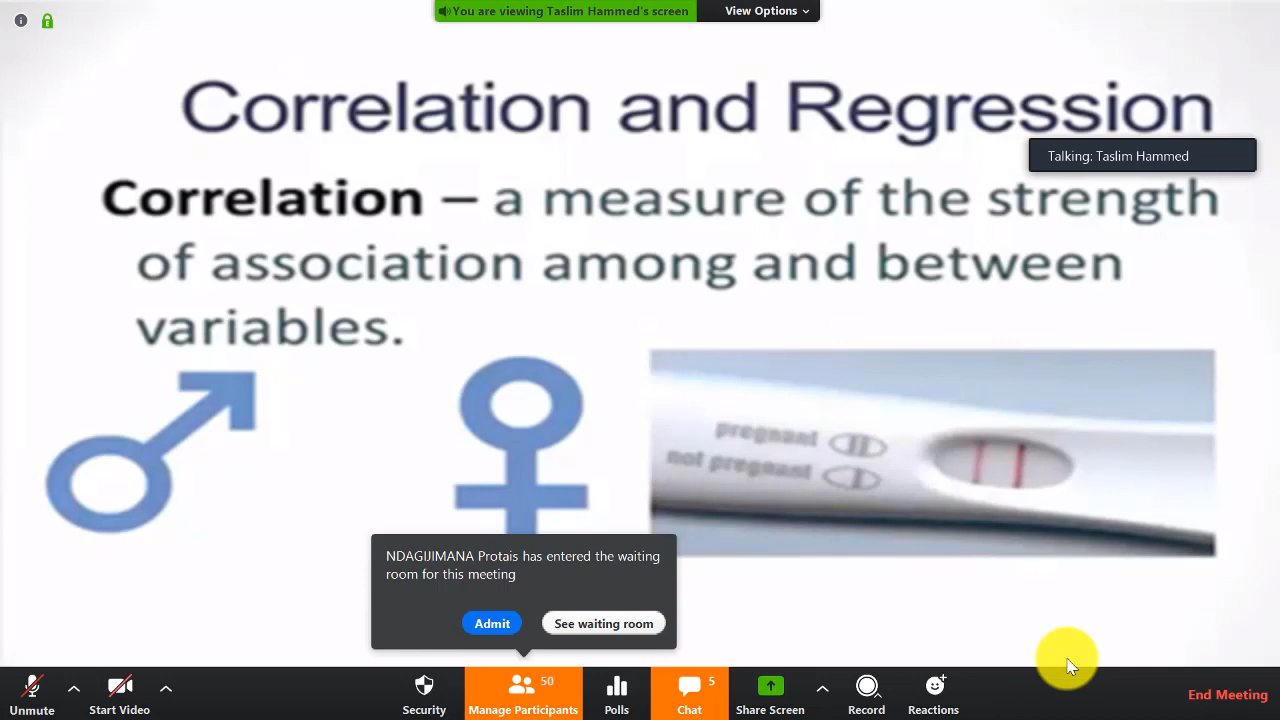 You are viewing Taslim Hammed's screen
View Options
Correlation and Regression
Talking: Taslim Hammed
Correlation – a measure of the strength
of association among and between
variables.
pregnant
not pregnant
NDAGIJIMANA Protais has entered the waiting
room for this meeting
Admit
See waiting room
Unmute
Start Video
Security
50
Manage Participants
Polls
5
Chat
Share Screen
Record
Reactions
End Meeting